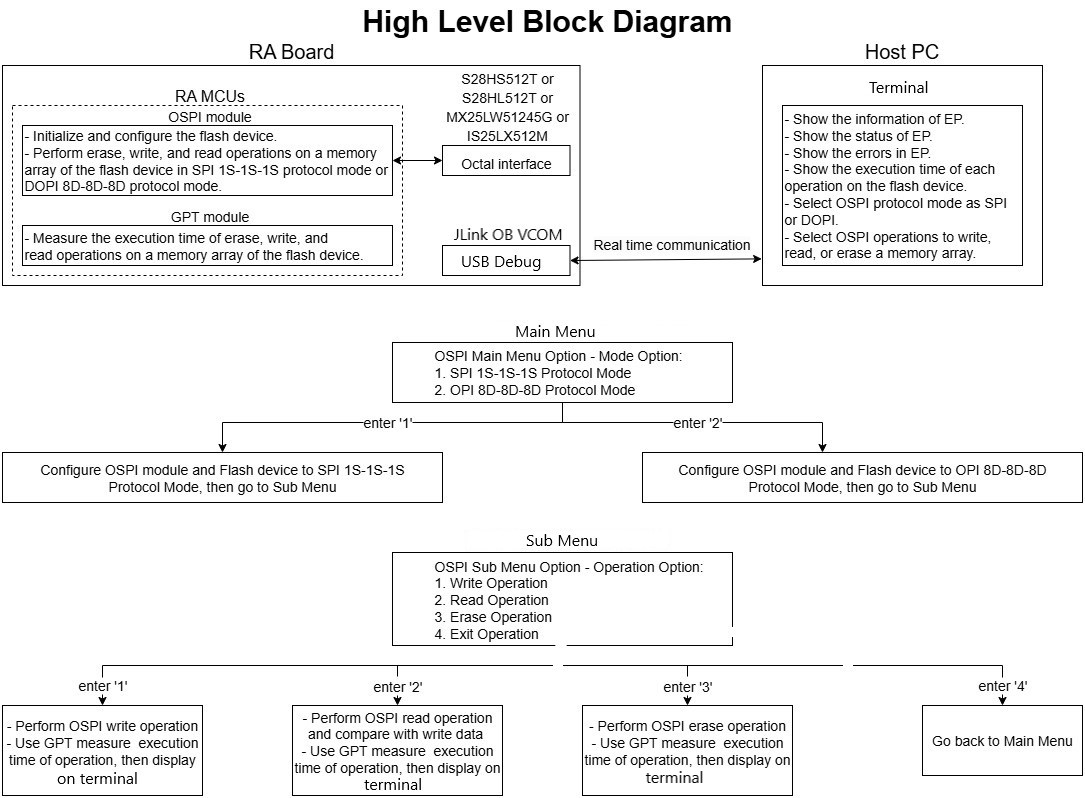 High Level Block Diagram
RA Board
RA MCUs
OSPI module
- Initialize and configure the flash device.
- Perform erase, write, and read operations on a memory
array of the flash device in SPI 1S-1S-1S protocol mode or
DOPI 8D-8D-8D protocol mode.
GPT module
- Measure the execution time of erase, write, and
read operations on a memory array of the flash device.
S28HS512T or
S28HL512T or
MX25LW51245G or
IS25LX512M
Octal interface
JLink OB VCOM
USB Debug
Real time communication
Host PC
Terminal
- Show the information of EP.
- Show the status of EP.
- Show the errors in EP.
- Show the execution time of each
operation on the flash device.
- Select OSPI protocol mode as SPI
or DOPI.
- Select OSPI operations to write,
read, or erase a memory array.
Main Menu
OSPI Main Menu Option - Mode Option:
1. SPI 1S-1S-1S Protocol Mode
2. OPI 8D-8D-8D Protocol Mode
enter '1'
enter '2'
Configure OSPI module and Flash device to SPI 1S-1S-1S
Protocol Mode, then go to Sub Menu
Configure OSPI module and Flash device to OPI 8D-8D-8D
Protocol Mode, then go to Sub Menu
Sub Menu
OSPI Sub Menu Option - Operation Option:
1. Write Operation
2. Read Operation
3. Erase Operation
4. Exit Operation
enter '1'
enter '2'
enter '3'
enter '4'
- Perform OSPI write operation
- Use GPT measure execution
time of operation, then display
on terminal
- Perform OSPI read operation
and compare with write data
- Use GPT measure execution
time of operation, then display on
terminal
- Perform OSPI erase operation
- Use GPT measure execution
time of operation, then display on
terminal
Go back to Main Menu